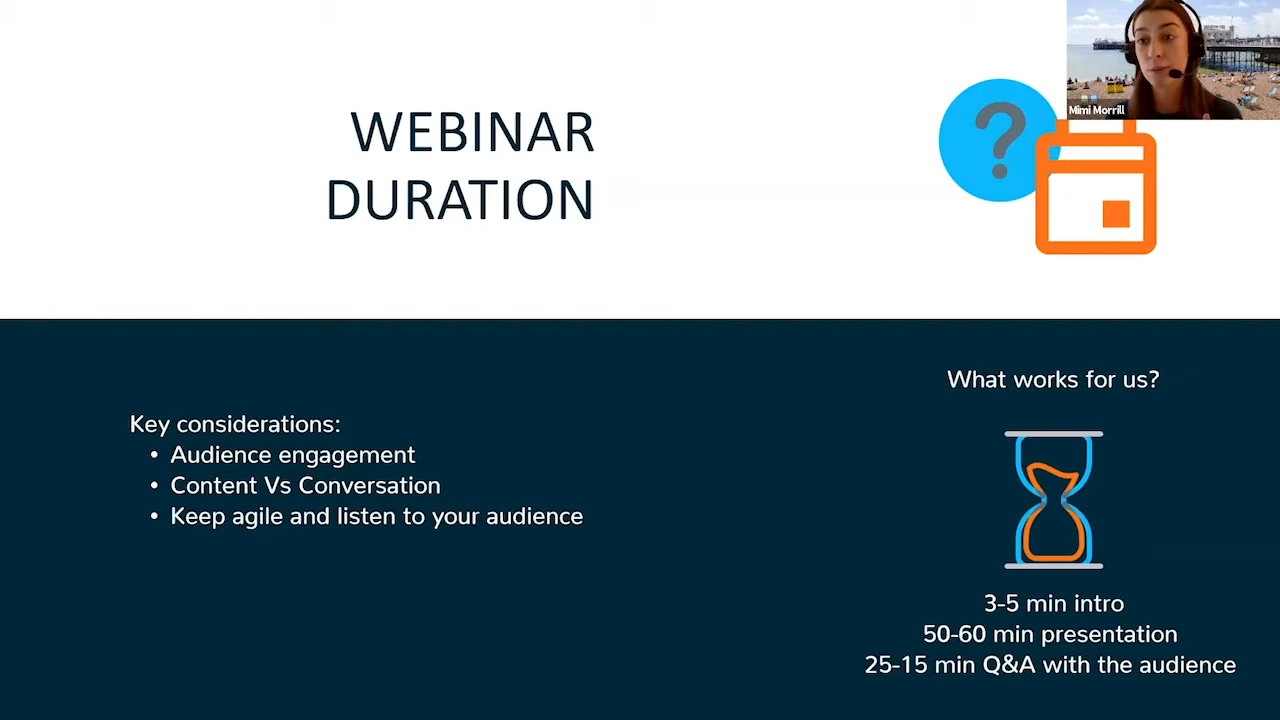 WEBINAR
DURATION
?
Mimi Morrill
Key considerations:
• Audience engagement
• Content Vs Conversation
• Keep agile and listen to your audience
What works for us?
3-5 min intro
50-60 min presentation
25-15 min Q&A with the audience